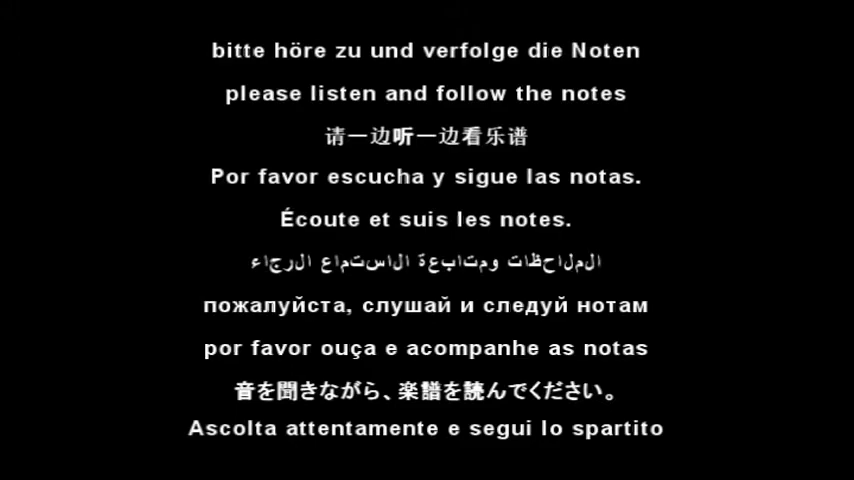 bitte höre zu und verfolge die Noten
please listen and follow the notes
请一边听一边看乐谱
Por favor escucha y sigue las notas.
Écoute et suis les notes.
الملاحظات ومتابعة الاستماع الرجاء
пожалуйста, слушай и следуй нотам
por favor ouça e acompanhe as notas
音を聞きながら、楽譜を読んでください。
Ascolta attentamente e segui lo spartito